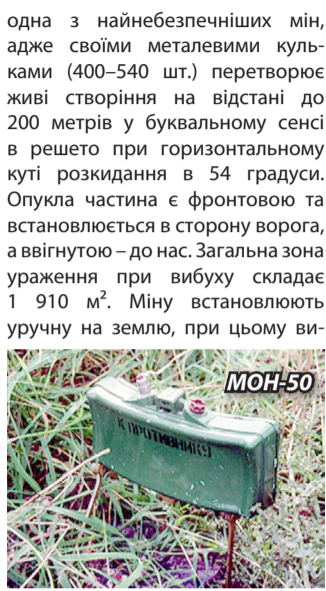 одна з найнебезпечніших мін,
адже своїми металевими куль-
ками (400–540 шт.) перетворює
живі створіння на відстані до
200 метрів у буквальному сенсі
в решето при горизонтальному
куті розкидання в 54 градуси.
Опукла частина є фронтовою та
встановлюється в сторону ворога,
а ввігнутою – до нас. Загальна зона
ураження при вибуху складає
1 910 м². Міну встановлюють
уручну на землю, при цьому ви-
МОН-50
К ПРОТИВНИКУ